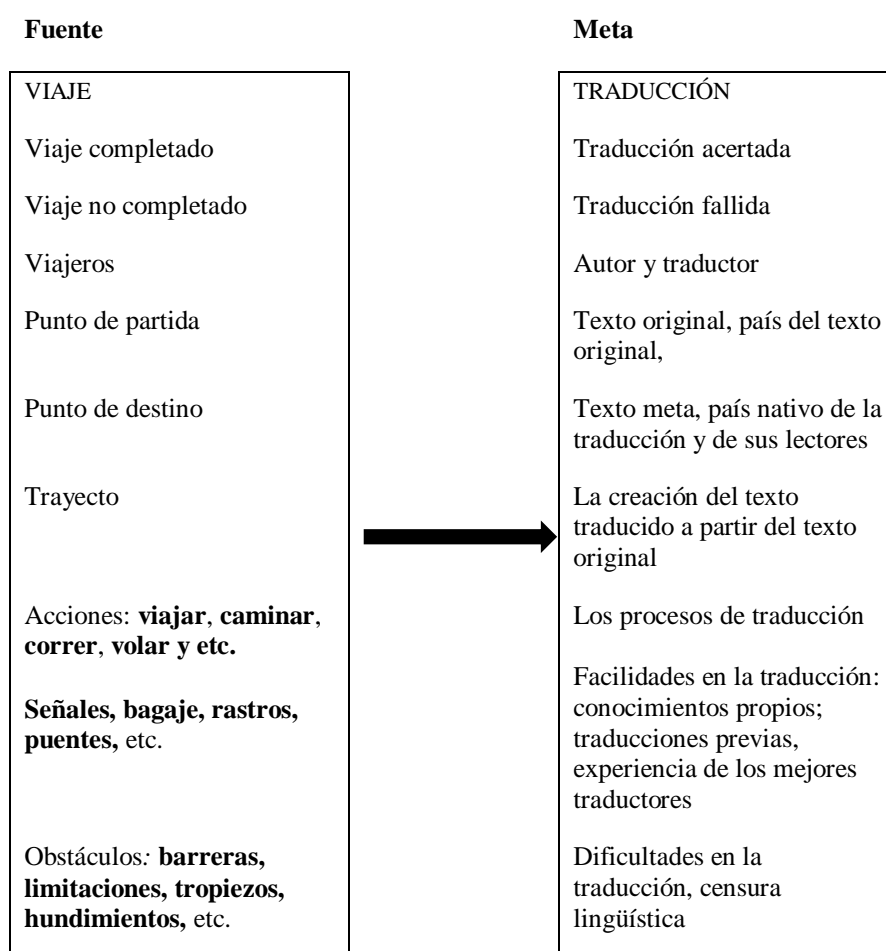 Fuente
Meta
VIAJE
TRADUCCIÓN
Viaje completado
Traducción acertada
Viaje no completado
Traducción fallida
Viajeros
Autor y traductor
Punto de partida
Texto original, país del texto
original,
Punto de destino
Texto meta, país nativo de la
traducción y de sus lectores
Trayecto
La creación del texto
traducido a partir del texto
original
Acciones: viajar, caminar,
correr, volar y etc.
Los procesos de traducción
Señales, bagaje, rastros,
puentes, etc.
Facilidades en la traducción:
conocimientos propios;
traducciones previas,
experiencia de los mejores
traductores
Obstáculos: barreras,
limitaciones, tropiezos,
hundimientos, etc.
Dificultades en la
traducción, censura
lingüística